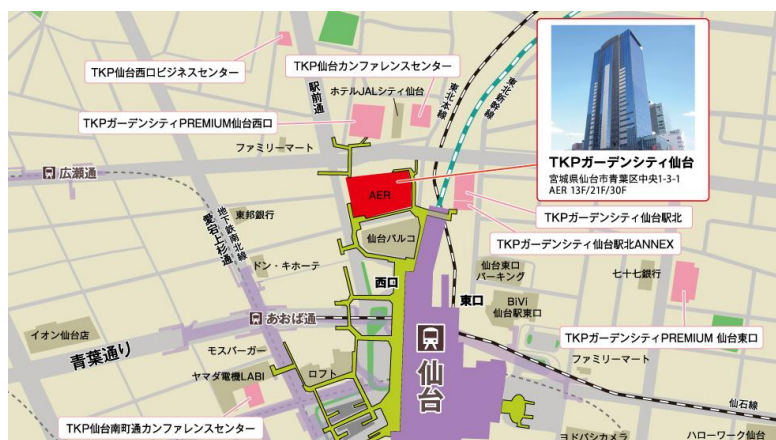 TKP仙台西口ビジネスセンター
TKP仙台カンファレンスセンター
ホテルJALシティ仙台
駅前通
TKPガーデンシティPREMIUM仙台西口
ファミリーマート
東北本線
東北新幹線
TKPガーデンシティ仙台
宮城県仙台市青葉区中央1-3-1
AER 13F/21F/30F
広瀬通
AER
TKPガーデンシティ仙台駅北
TKPガーデンシティ仙台駅北ANNEX
地下鉄南北線
愛宕上杉通
東邦銀行
仙台パルコ
ドン・キホーテ
西口
東口
仙台東口
パーキング
七十七銀行
BiVi
仙台駅東口
あおば通
イオン仙台店
青葉通り
モスバーガー
ヤマダ電機LABI
ロフト
仙台
TKPガーデンシティPREMIUM 仙台東口
ファミリーマート
仙石線
TKP仙台南町通カンファレンスセンター
ヨドバシカメラ
ハローワーク仙台